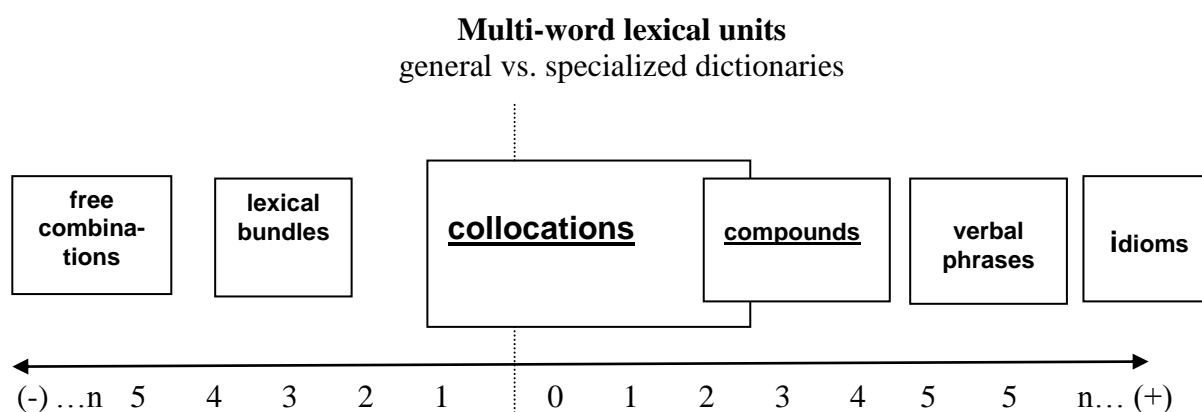 Multi-word lexical units
general vs. specialized dictionaries
free
combina-
tions
lexical
bundles
collocations
compounds
verbal
phrases
idioms
(-) …n 5 4 3 2 1 0 1 2 3 4 5 5 n… (+)